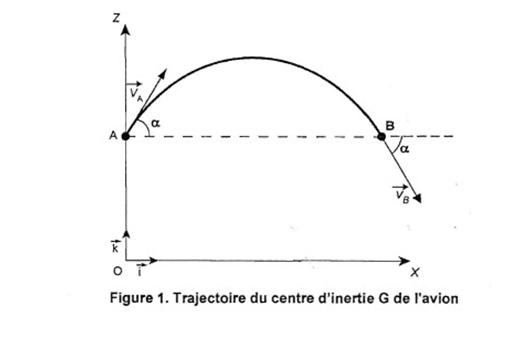 Z
V_A
α
A
B
α
V_B
k
O i X
Figure 1. Trajectoire du centre d'inertie G de l'avion